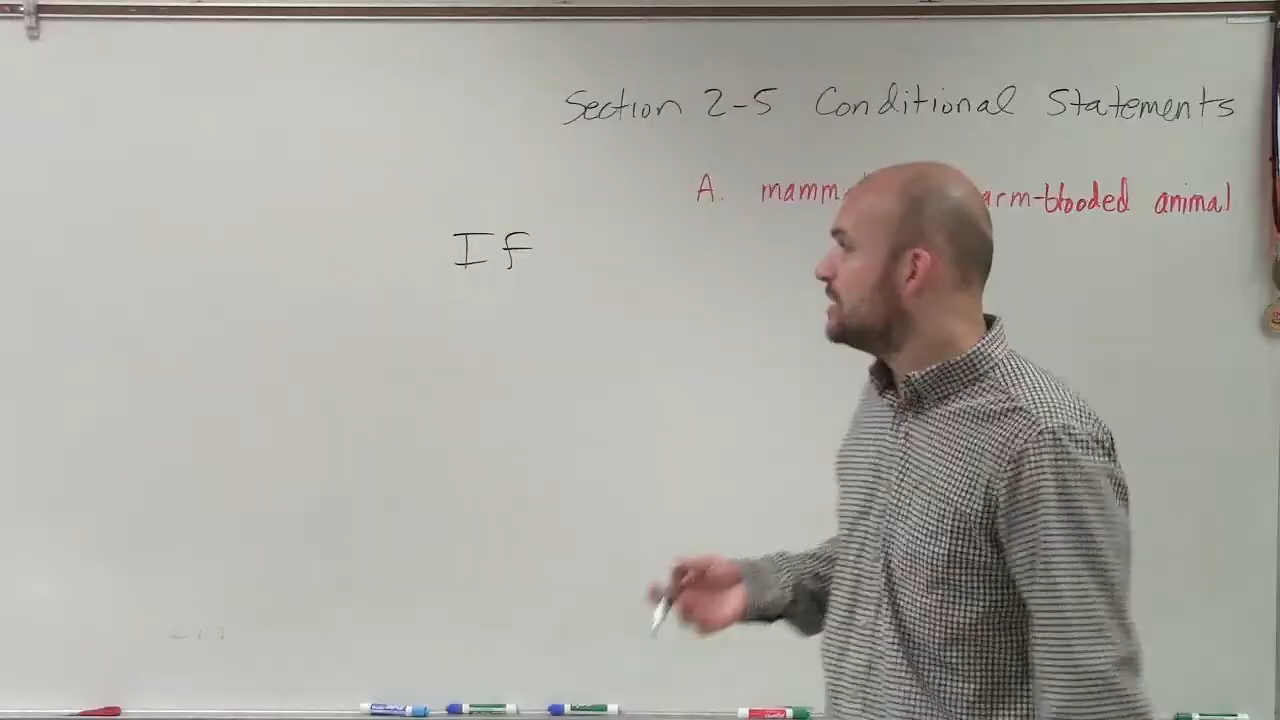 Section 2-5 Conditional Statements
A. mamm arm-blooded animal
If